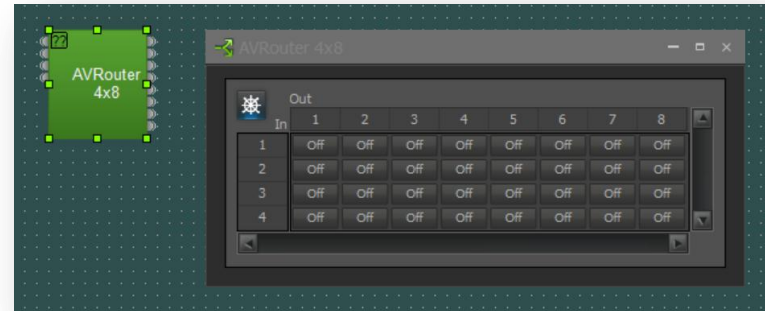 ??
AVRouter
4x8
AVRouter 4x8
Out
In 1 2 3 4 5 6 7 8
1 Off Off Off Off Off Off Off Off
2 Off Off Off Off Off Off Off Off
3 Off Off Off Off Off Off Off Off
4 Off Off Off Off Off Off Off Off